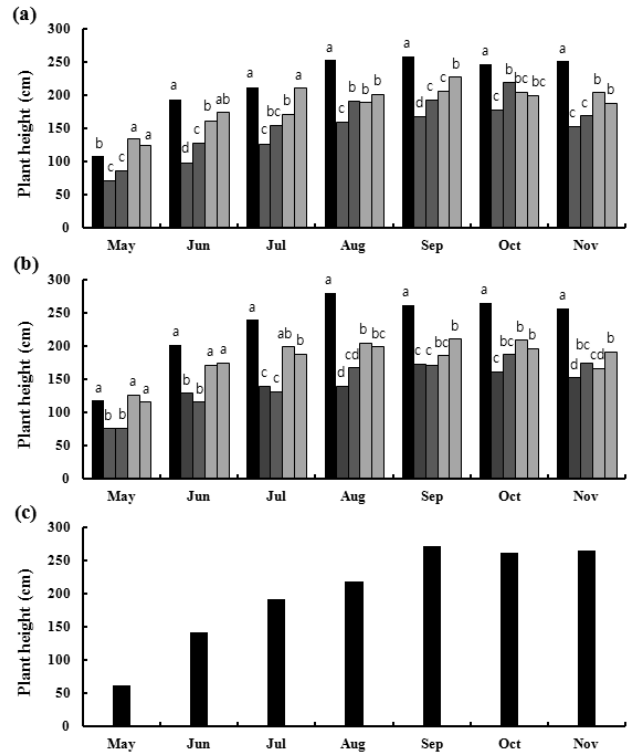 (a)
Plant height (cm)
300
250
200
150
100
50
0
b c c a a
a d c b ab
a c bc b a
a c b b b
a d c c b
a c b bc bc
a c c b b
May Jun Jul Aug Sep Oct Nov
(b)
Plant height (cm)
300
250
200
150
100
50
0
a b b a a
a b b a a
a c c ab b
a d cd b bc
a c c bc b
a c bc b b
a d bc cd b
May Jun Jul Aug Sep Oct Nov
(c)
Plant height (cm)
300
250
200
150
100
50
0
May Jun Jul Aug Sep Oct Nov